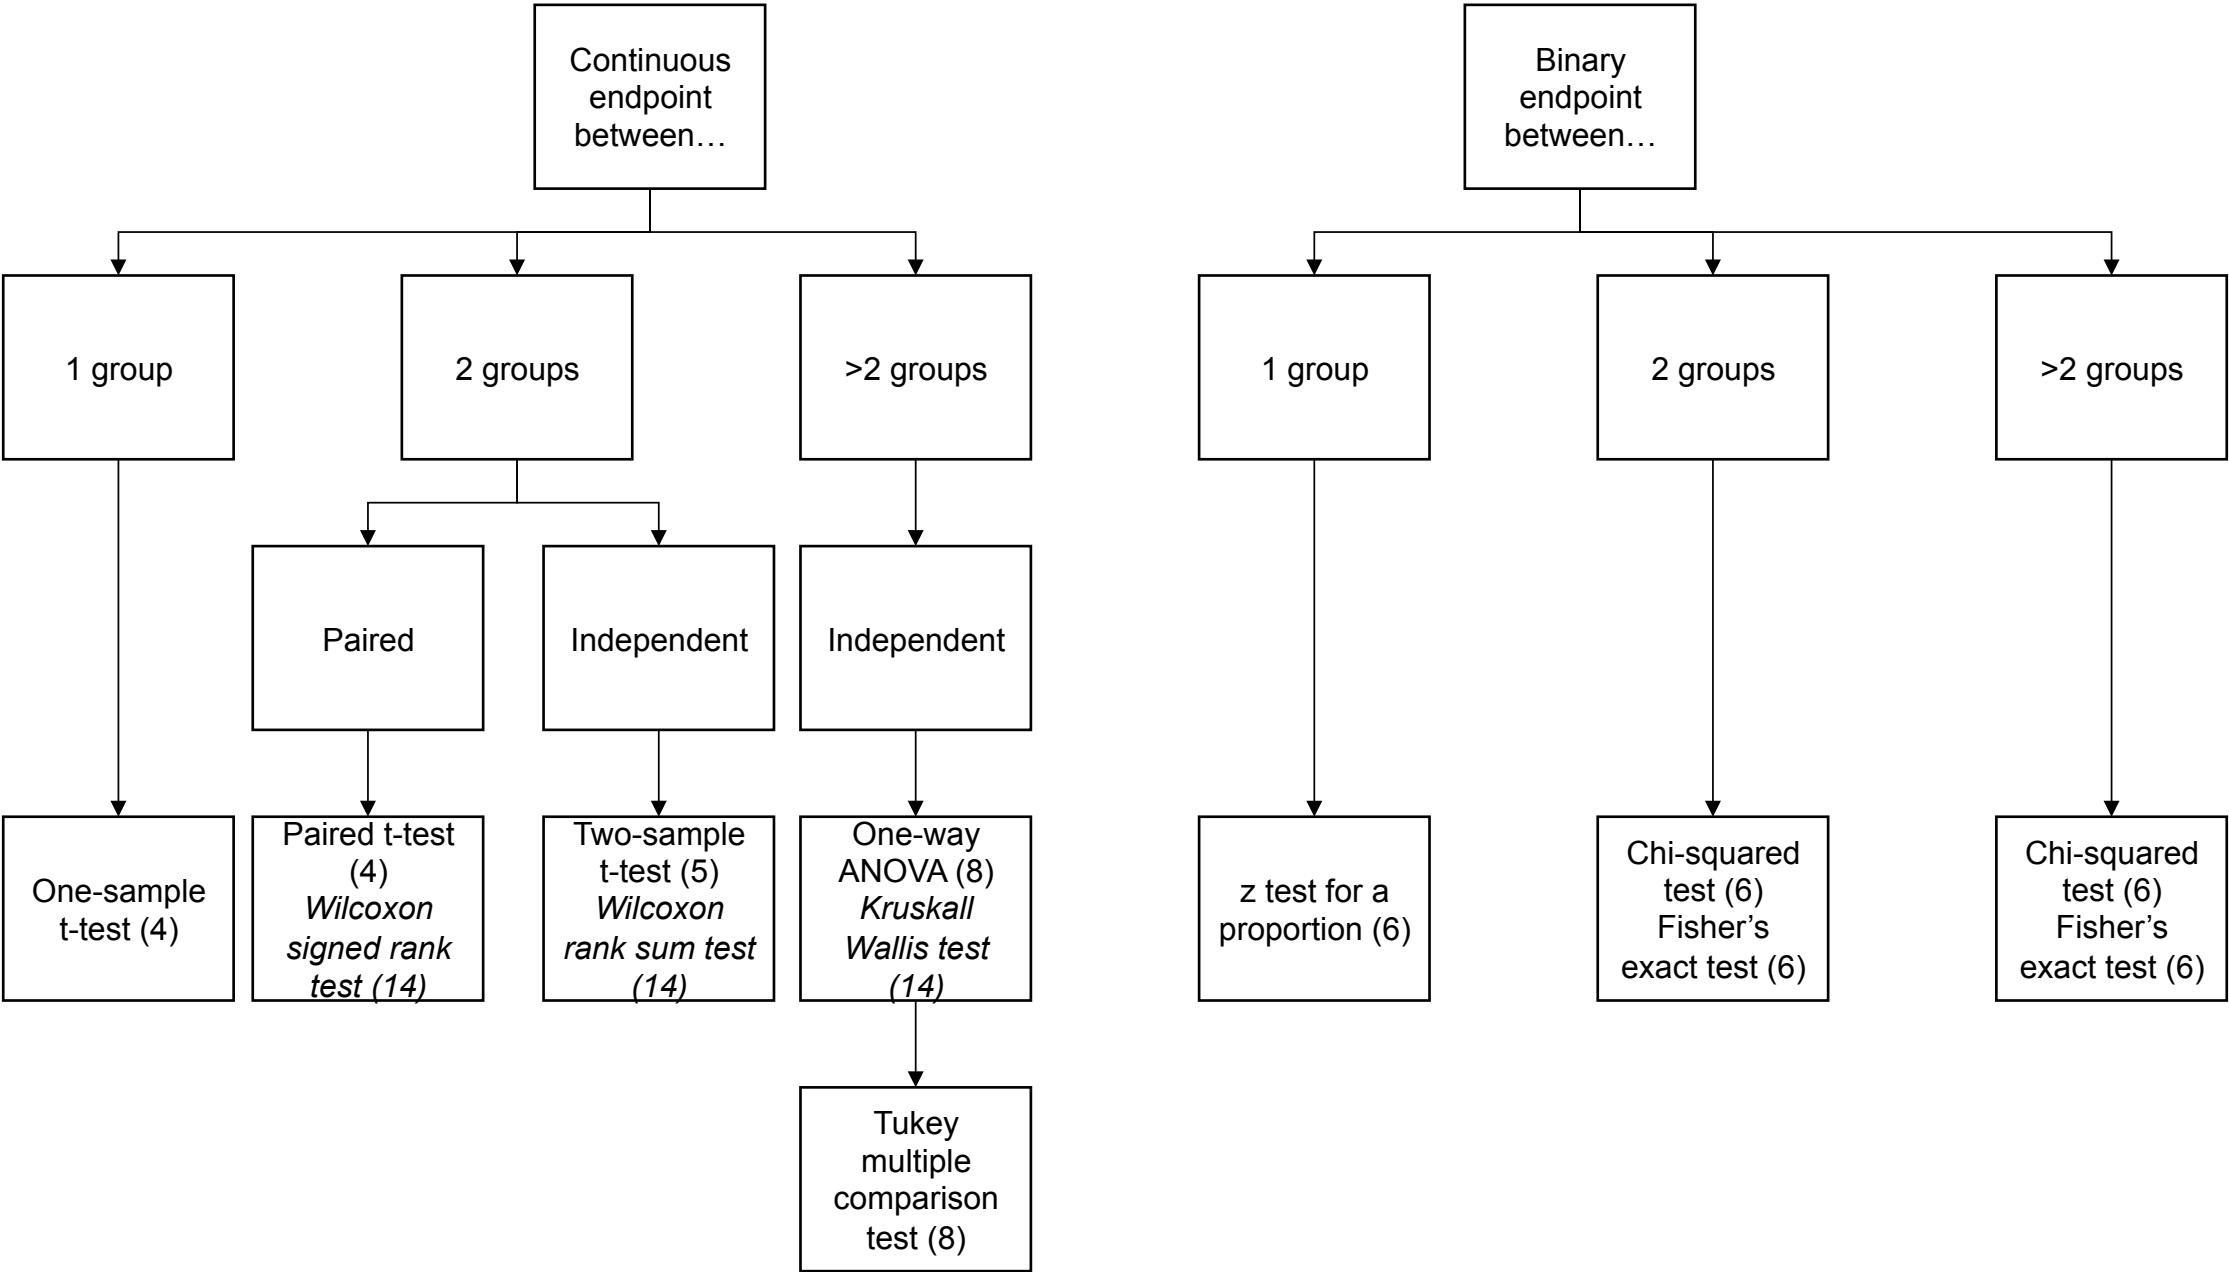 Continuous
endpoint
between…
Binary
endpoint
between…
1 group
2 groups
>2 groups
1 group
2 groups
>2 groups
Paired
Independent
Independent
One-sample
t-test (4)
Paired t-test
(4)
Wilcoxon
signed rank
test (14)
Two-sample
t-test (5)
Wilcoxon
rank sum test
(14)
One-way
ANOVA (8)
Kruskall
Wallis test
(14)
z test for a
proportion (6)
Chi-squared
test (6)
Fisher’s
exact test (6)
Chi-squared
test (6)
Fisher’s
exact test (6)
Tukey
multiple
comparison
test (8)